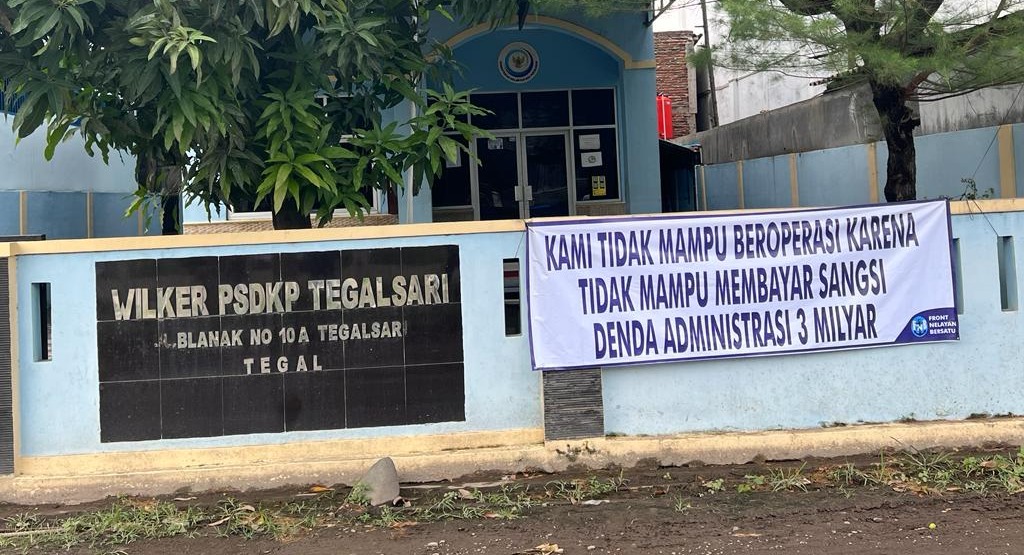 WILKER PSDKP TEGALSARI
JL.BLANAK NO 10A TEGALSARI
TEGAL
KAMI TIDAK MAMPU BEROPERASI KARENA
TIDAK MAMPU MEMBAYAR SANGSI
DENDA ADMINISTRASI 3 MILYAR
FRONT
NELAYAN
BERSATU